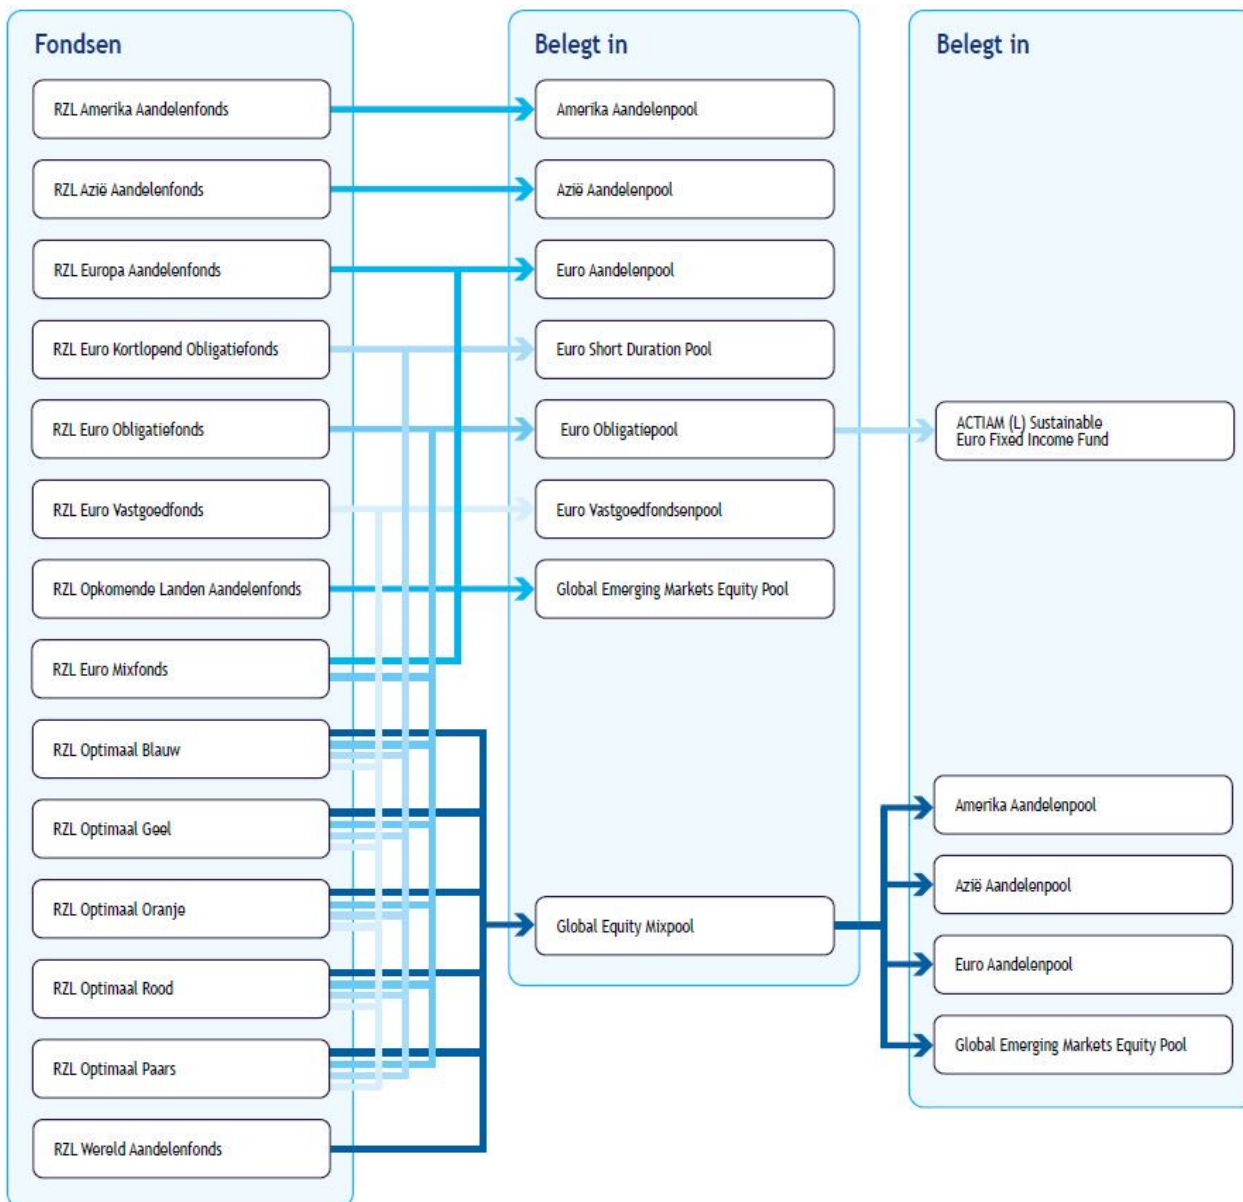 Fondsen
RZL Amerika Aandelenfonds
RZL Azië Aandelenfonds
RZL Europa Aandelenfonds
RZL Euro Kortlopend Obligatiefonds
RZL Euro Obligatiefonds
RZL Euro Vastgoedfonds
RZL Opkomende Landen Aandelenfonds
RZL Euro Mixfonds
RZL Optimaal Blauw
RZL Optimaal Geel
RZL Optimaal Oranje
RZL Optimaal Rood
RZL Optimaal Paars
RZL Wereld Aandelenfonds
Belegt in
Amerika Aandelenpool
Azië Aandelenpool
Euro Aandelenpool
Euro Short Duration Pool
Euro Obligatiepool
Euro Vastgoedfondsenpool
Global Emerging Markets Equity Pool
Global Equity Mixpool
Belegt in
ACTIAM (L) Sustainable
Euro Fixed Income Fund
Amerika Aandelenpool
Azië Aandelenpool
Euro Aandelenpool
Global Emerging Markets Equity Pool